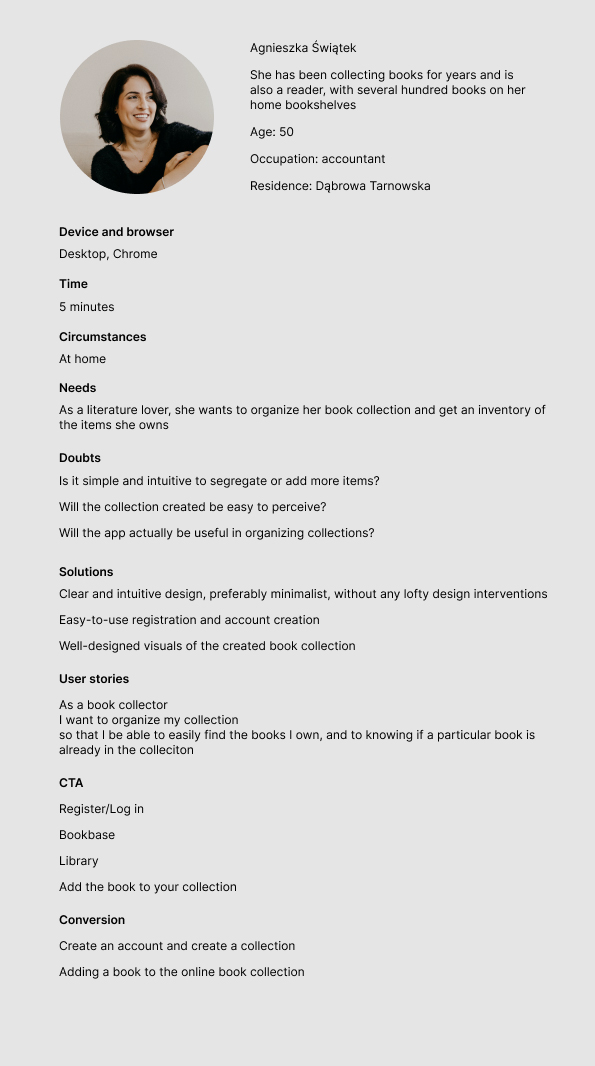 Agnieszka Świątek
She has been collecting books for years and is
also a reader, with several hundred books on her
home bookshelves
Age: 50
Occupation: accountant
Residence: Dąbrowa Tarnowska
Device and browser
Desktop, Chrome
Time
5 minutes
Circumstances
At home
Needs
As a literature lover, she wants to organize her book collection and get an inventory of
the items she owns
Doubts
Is it simple and intuitive to segregate or add more items?
Will the collection created be easy to perceive?
Will the app actually be useful in organizing collections?
Solutions
Clear and intuitive design, preferably minimalist, without any lofty design interventions
Easy-to-use registration and account creation
Well-designed visuals of the created book collection
User stories
As a book collector
I want to organize my collection
so that I be able to easily find the books I own, and to knowing if a particular book is
already in the colleciton
CTA
Register/Log in
Bookbase
Library
Add the book to your collection
Conversion
Create an account and create a collection
Adding a book to the online book collection